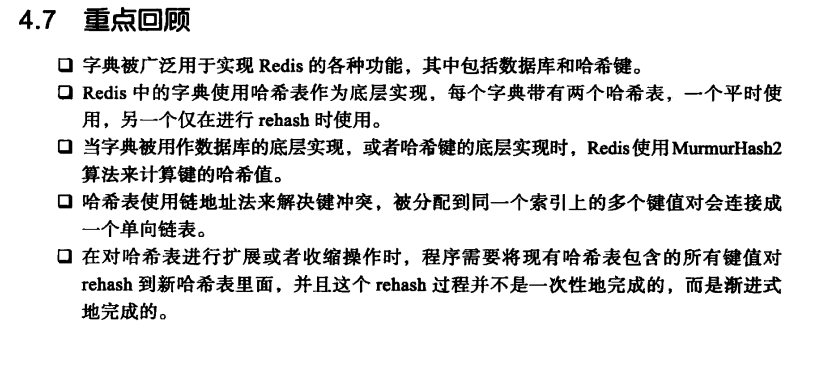 4.7 重点回顾
❑ 字典被广泛用于实现 Redis 的各种功能，其中包括数据库和哈希键。
❑ Redis 中的字典使用哈希表作为底层实现，每个字典带有两个哈希表，一个平时使
用，另一个仅在进行 rehash 时使用。
❑ 当字典被用作数据库的底层实现，或者哈希键的底层实现时，Redis 使用 MurmurHash2
算法来计算键的哈希值。
❑ 哈希表使用链地址法来解决键冲突，被分配到同一个索引上的多个键值对会连接成
一个单向链表。
❑ 在对哈希表进行扩展或者收缩操作时，程序需要将现有哈希表包含的所有键值对
rehash 到新哈希表里面，并且这个 rehash 过程并不是一次性地完成的，而是渐进式
地完成的。